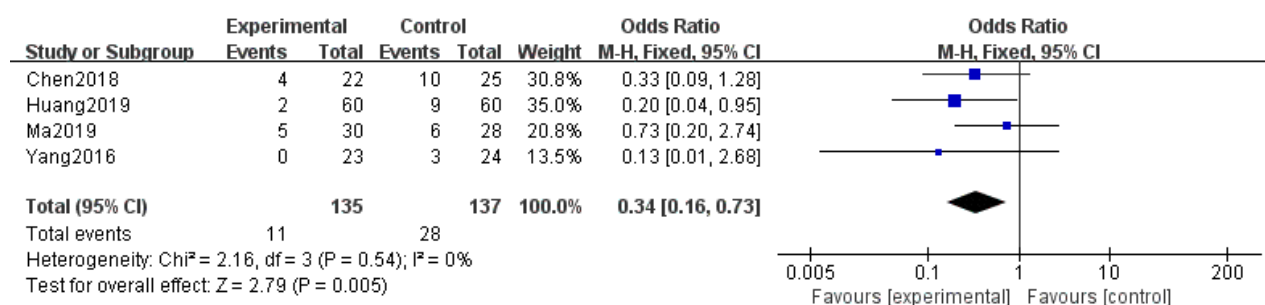 Experimental Control Odds Ratio Odds Ratio
Study or Subgroup Events Total Events Total Weight M-H, Fixed, 95% CI M-H, Fixed, 95% CI
Chen2018 4 22 10 25 30.8% 0.33 [0.09, 1.28]
Huang2019 2 60 9 60 35.0% 0.20 [0.04, 0.95]
Ma2019 5 30 6 28 20.8% 0.73 [0.20, 2.74]
Yang2016 0 23 3 24 13.5% 0.13 [0.01, 2.68]
Total (95% CI) 135 137 100.0% 0.34 [0.16, 0.73]
Total events 11 28
Heterogeneity: Chi² = 2.16, df = 3 (P = 0.54); I² = 0%
Test for overall effect: Z = 2.79 (P = 0.005)
0.005 0.1 1 10 200
Favours [experimental] Favours [control]